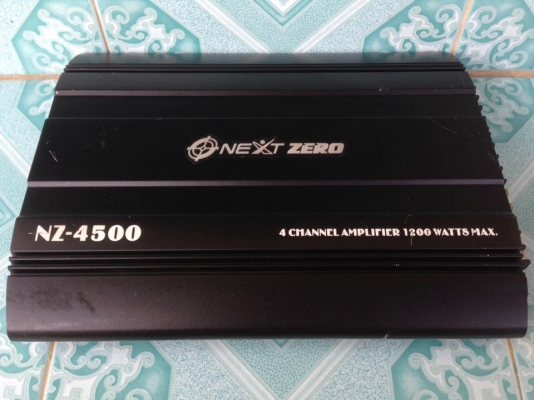 NEXT ZERO
NZ-4500
4 CHANNEL AMPLIFIER 1200 WATTS MAX.